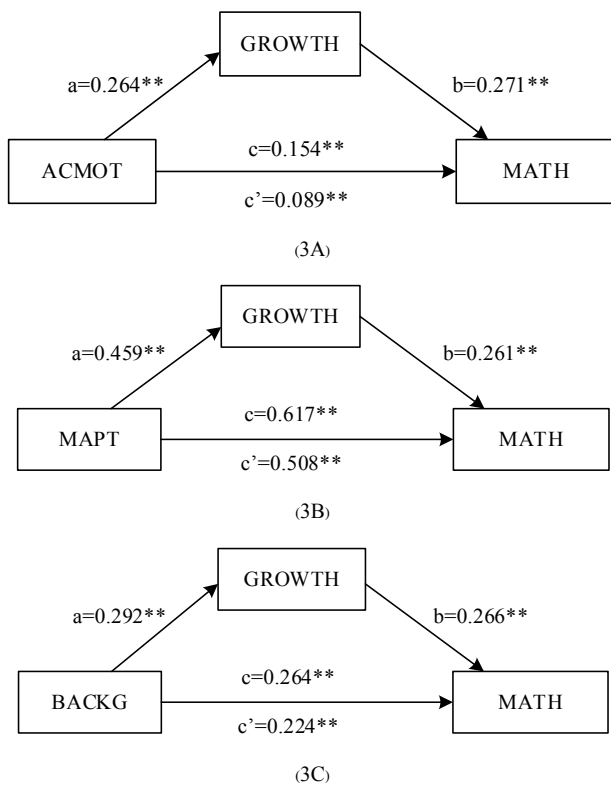 GROWTH
a=0.264**
b=0.271**
ACMOT
c=0.154**
MATH
c’=0.089**
(3A)
GROWTH
a=0.459**
b=0.261**
MAPT
c=0.617**
MATH
c’=0.508**
(3B)
GROWTH
a=0.292**
b=0.266**
BACKG
c=0.264**
MATH
c’=0.224**
(3C)